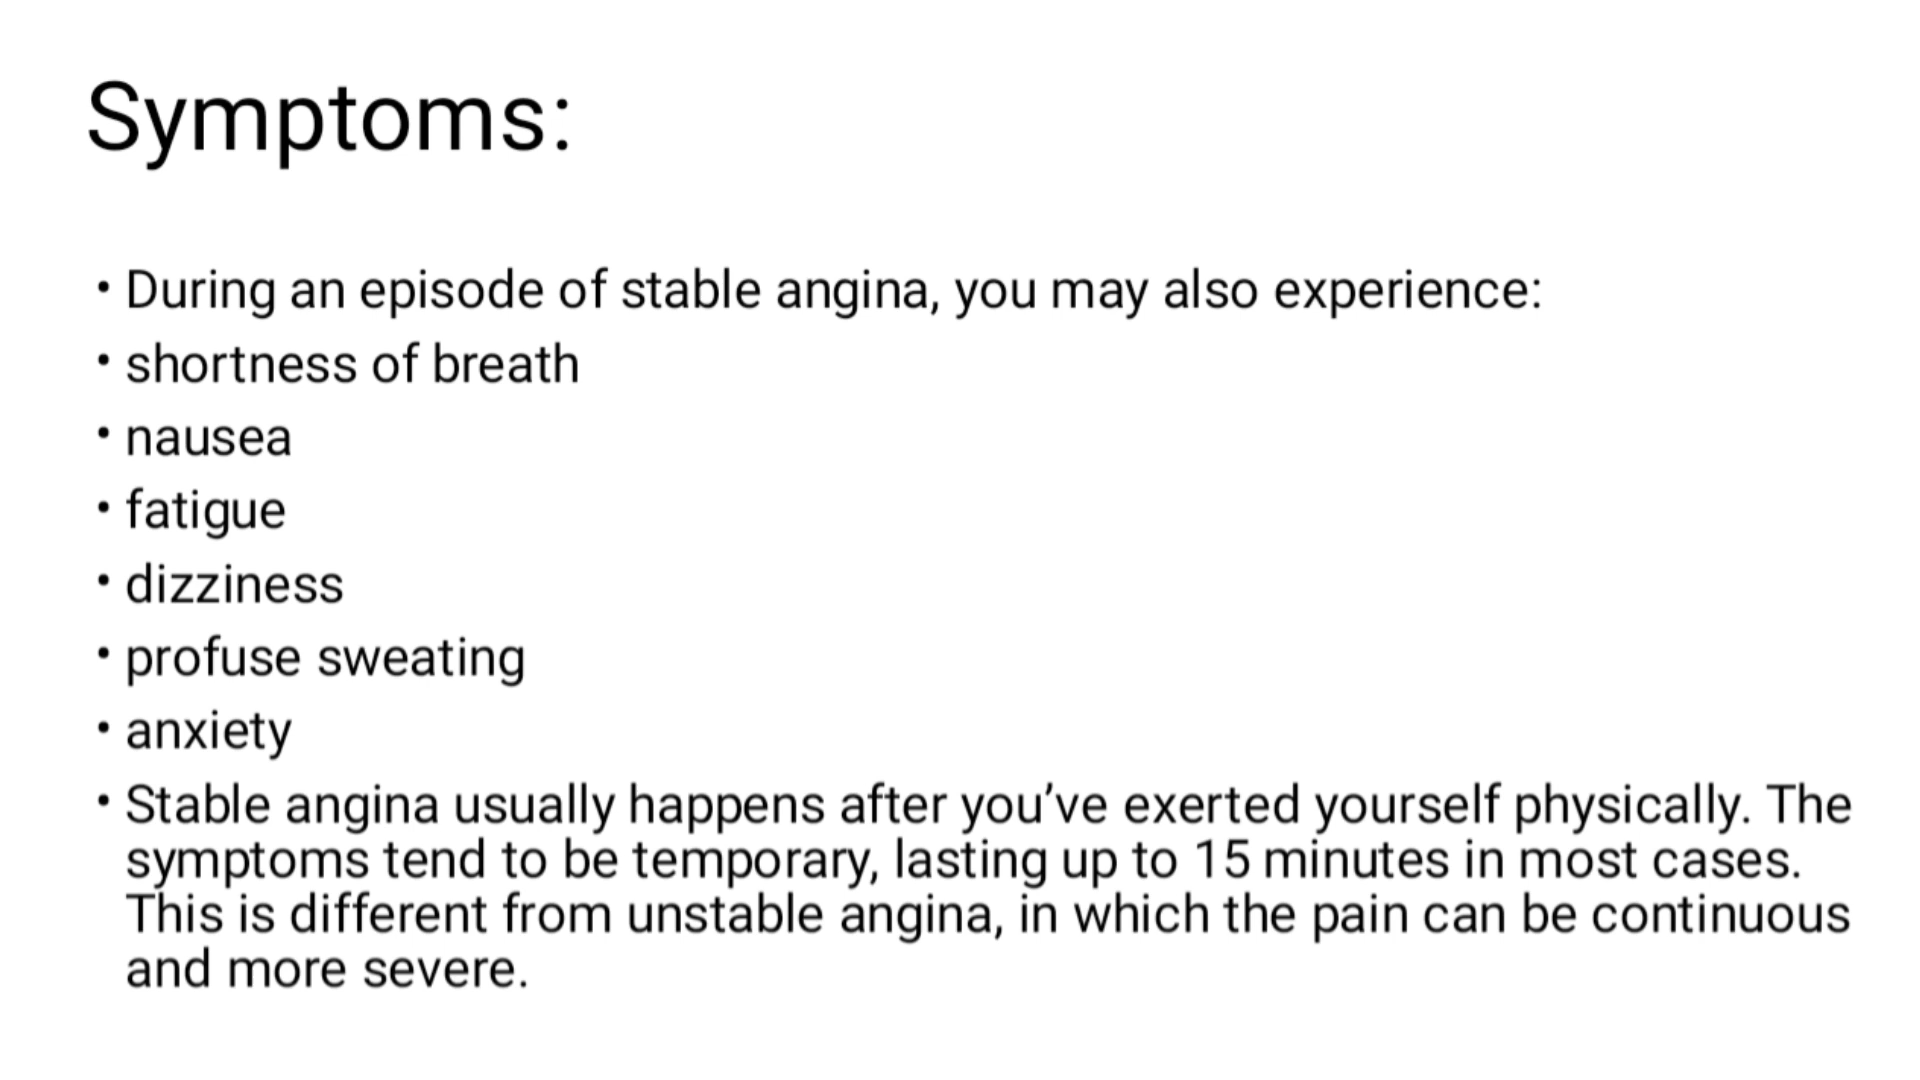 Symptoms:
• During an episode of stable angina, you may also experience:
• shortness of breath
• nausea
• fatigue
• dizziness
• profuse sweating
• anxiety
• Stable angina usually happens after you’ve exerted yourself physically. The
symptoms tend to be temporary, lasting up to 15 minutes in most cases.
This is different from unstable angina, in which the pain can be continuous
and more severe.